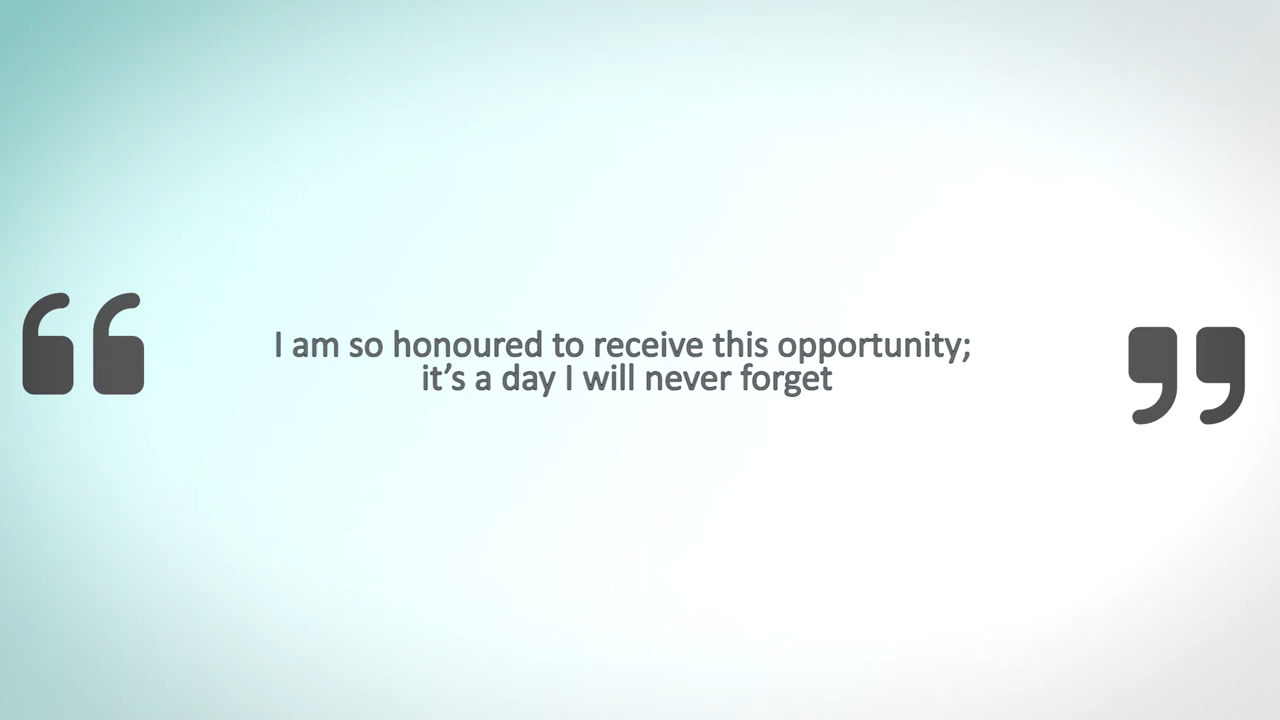 “ I am so honoured to receive this opportunity; ”
it’s a day I will never forget